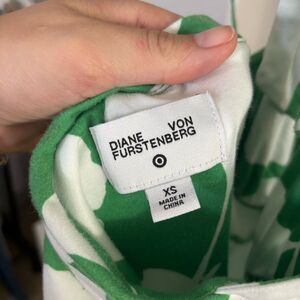 DIANE VON
FURSTENBERG
XS
MADE IN
CHINA